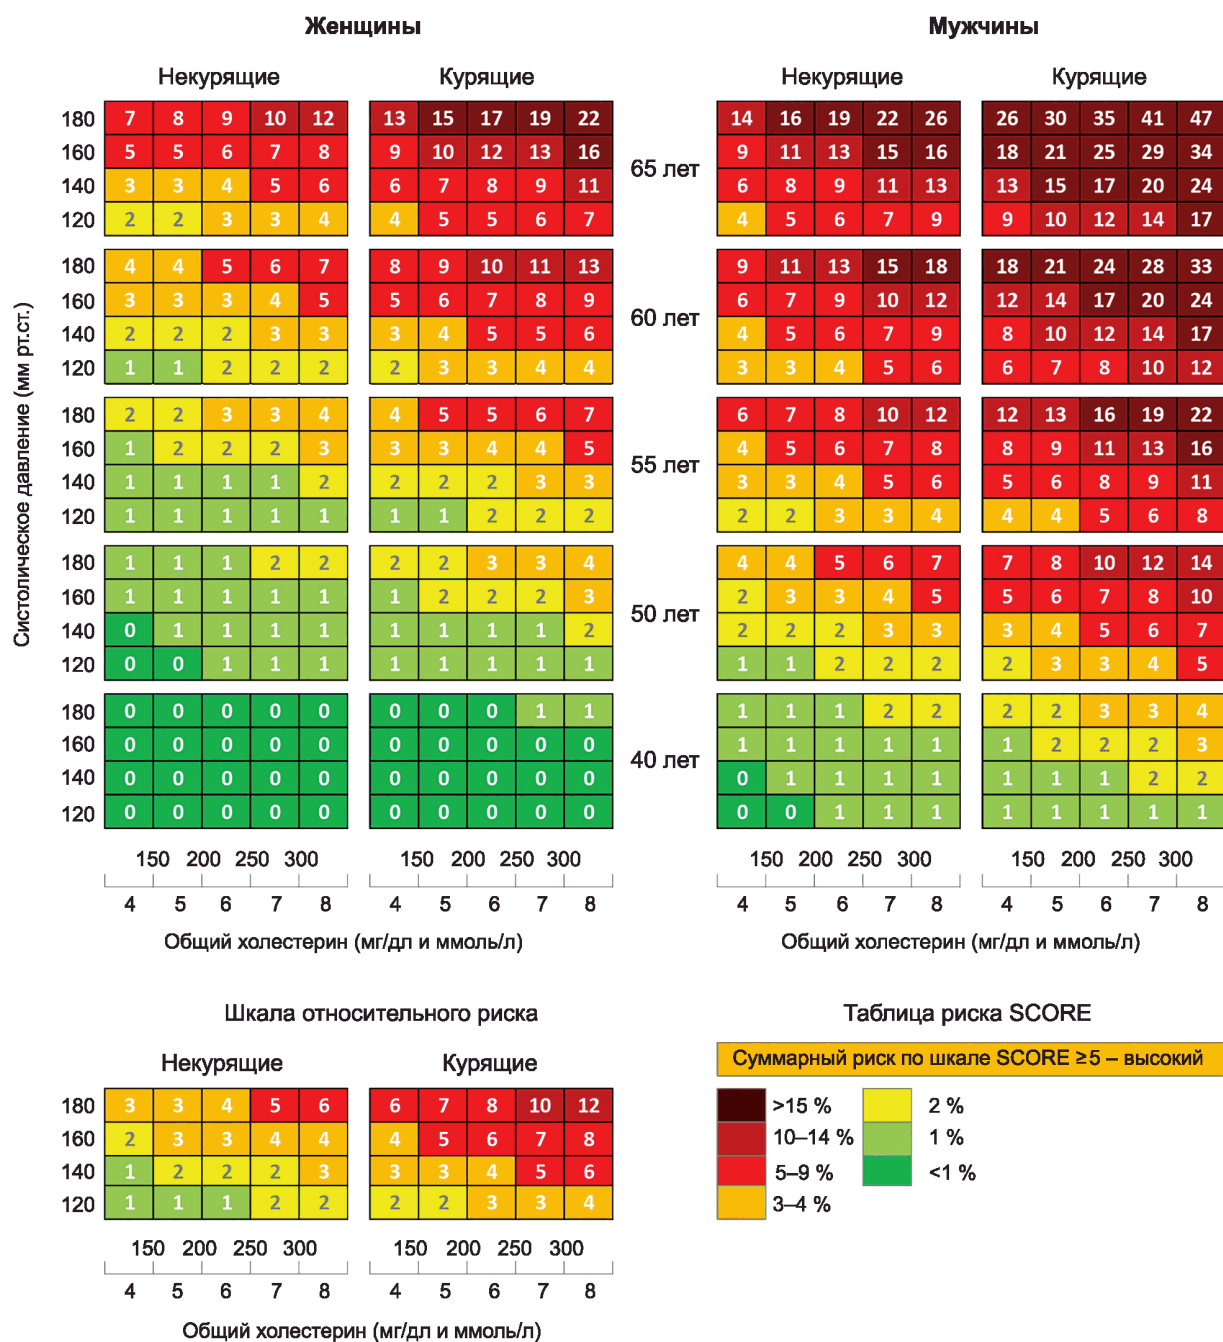 Женщины Мужчины
Некурящие Курящие Некурящие Курящие
Систолическое давление (мм рт.ст.)
180 7 8 9 10 12 13 15 17 19 22 14 16 19 22 26 26 30 35 41 47
160 5 5 6 7 8 9 10 12 13 16 9 11 13 15 16 18 21 25 29 34
65 лет
140 3 3 4 5 6 6 7 8 9 11 6 8 9 11 13 13 15 17 20 24
120 2 2 3 3 4 4 5 5 6 7 4 5 6 7 9 9 10 12 14 17
180 4 4 5 6 7 8 9 10 11 13 9 11 13 15 18 18 21 24 28 33
160 3 3 3 4 5 5 6 7 8 9 6 7 9 10 12 12 14 17 20 24
60 лет
140 2 2 2 3 3 3 4 5 5 6 4 5 6 7 9 8 10 12 14 17
120 1 1 2 2 2 2 3 3 4 4 3 3 4 5 6 6 7 8 10 12
180 2 2 3 3 4 4 5 5 6 7 6 7 8 10 12 12 13 16 19 22
160 1 2 2 2 3 3 3 4 4 5 4 5 6 7 8 8 9 11 13 16
55 лет
140 1 1 1 1 2 2 2 2 3 3 3 3 4 5 6 5 6 8 9 11
120 1 1 1 1 1 1 1 2 2 2 2 2 3 3 4 4 4 5 6 8
180 1 1 1 2 2 2 2 3 3 4 4 4 5 6 7 7 8 10 12 14
160 1 1 1 1 1 1 2 2 2 3 2 3 3 4 5 5 6 7 8 10
50 лет
140 0 1 1 1 1 1 1 1 1 2 2 2 2 3 3 3 4 5 6 7
120 0 0 1 1 1 1 1 1 1 1 1 1 2 2 2 2 3 3 4 5
180 0 0 0 0 0 0 0 0 1 1 1 1 1 2 2 2 2 3 3 4
160 0 0 0 0 0 0 0 0 0 0 1 1 1 1 1 1 2 2 2 3
40 лет
140 0 0 0 0 0 0 0 0 0 0 0 1 1 1 1 1 1 1 2 2
120 0 0 0 0 0 0 0 0 0 0 0 0 1 1 1 1 1 1 1 1
150 200 250 300 150 200 250 300 150 200 250 300 150 200 250 300
4 5 6 7 8 4 5 6 7 8 4 5 6 7 8 4 5 6 7 8
Общий холестерин (мг/дл и ммоль/л) Общий холестерин (мг/дл и ммоль/л)
Шкала относительного риска
Некурящие Курящие
180 3 3 4 5 6 6 7 8 10 12
160 2 3 3 4 4 4 5 6 7 8
140 1 2 2 2 3 3 3 4 5 6
120 1 1 1 2 2 2 2 3 3 4
150 200 250 300 150 200 250 300
4 5 6 7 8 4 5 6 7 8
Общий холестерин (мг/дл и ммоль/л)
Таблица риска SCORE
Суммарный риск по шкале SCORE ≥5 – высокий
>15 % 2 %
10–14 % 1 %
5–9 % <1 %
3–4 %